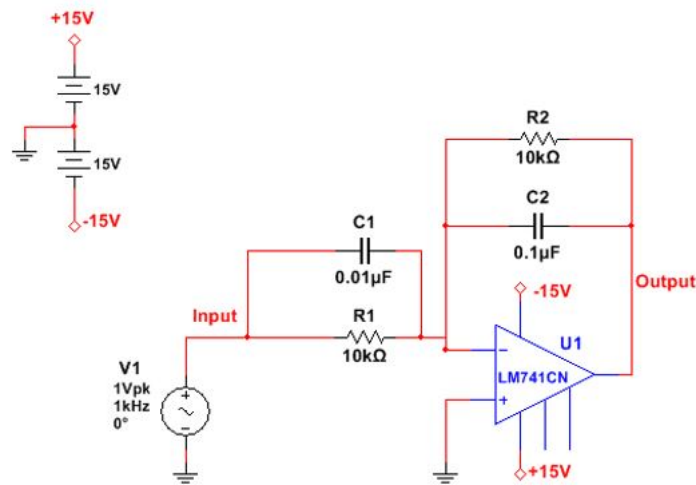 +15V
15V
15V
-15V
R2
10kΩ
C2
0.1µF
C1
0.01µF
Input
R1
10kΩ
-15V
Output
U1
LM741CN
V1
1Vpk
1kHz
0°
+15V